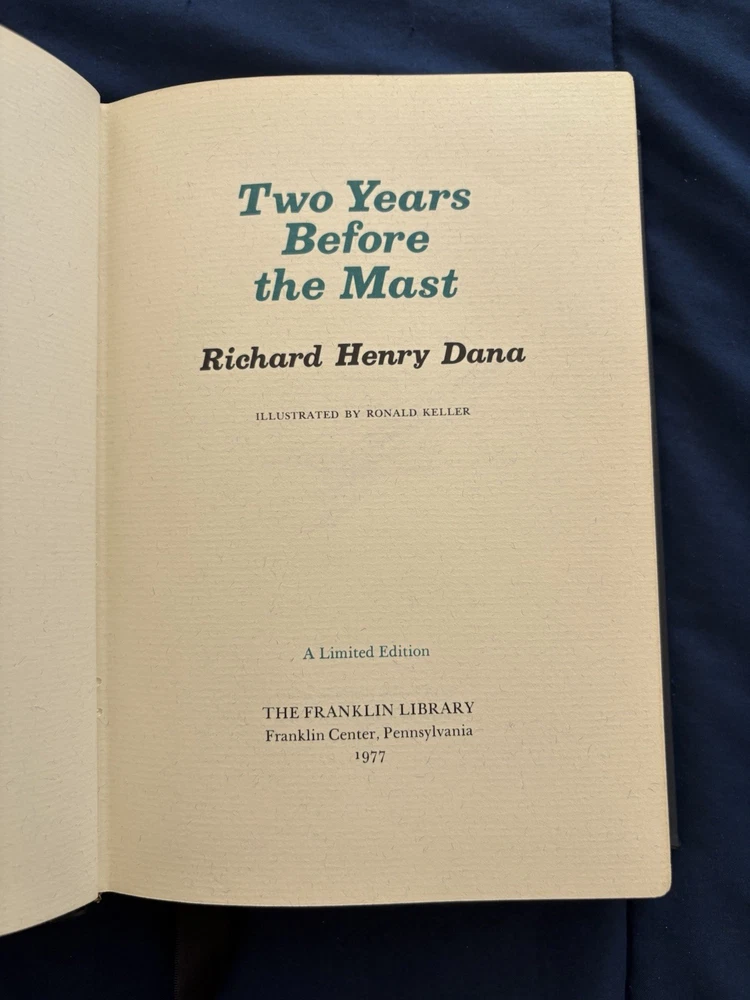 Two Years
Before
the Mast
Richard Henry Dana
ILLUSTRATED BY RONALD KELLER
A Limited Edition
THE FRANKLIN LIBRARY
Franklin Center, Pennsylvania
1977